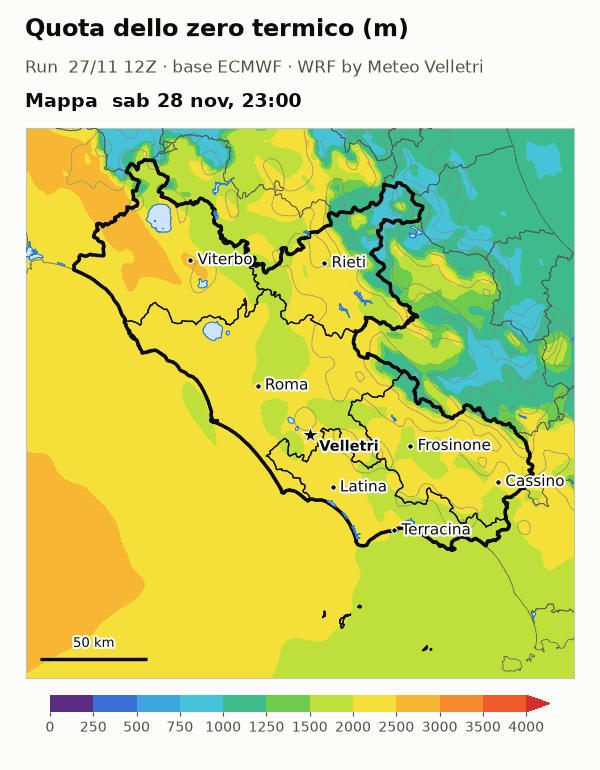 Quota dello zero termico (m)
Run  27/11 12Z · base ECMWF · WRF by Meteo Velletri
Mappa  sab 28 nov, 23:00
Viterbo
Rieti
Roma
Velletri
Frosinone
Cassino
Latina
Terracina
50 km
0 250 500 750 1000 1250 1500 2000 2500 3000 3500 4000